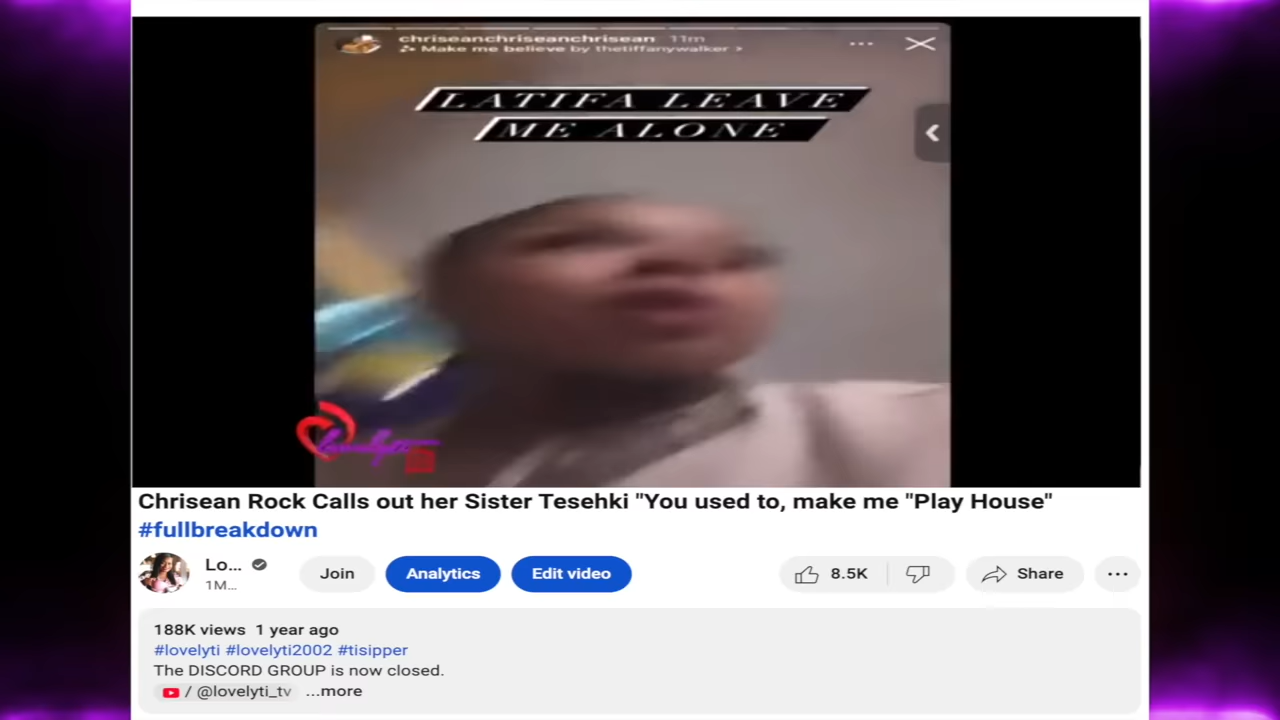 chriseanchriseanchrisean 11m
Make me believe by thetiffanywalker >
LATIFA LEAVE
ME ALONE
lovelyti
Chrisean Rock Calls out her Sister Tesehki "You used to, make me "Play House"
#fullbreakdown
Lo...
1M...
Join
Analytics
Edit video
8.5K
Share
188K views 1 year ago
#lovelyti #lovelyti2002 #tisipper
The DISCORD GROUP is now closed.
/ @lovelyti_tv ...more